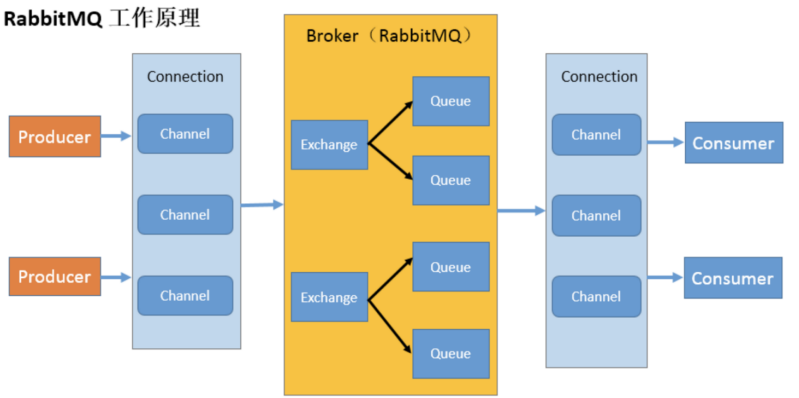 RabbitMQ 工作原理
Broker（RabbitMQ）
Connection
Connection
Producer
Channel
Exchange
Queue
Queue
Channel
Consumer
Channel
Channel
Producer
Channel
Exchange
Queue
Queue
Channel
Consumer